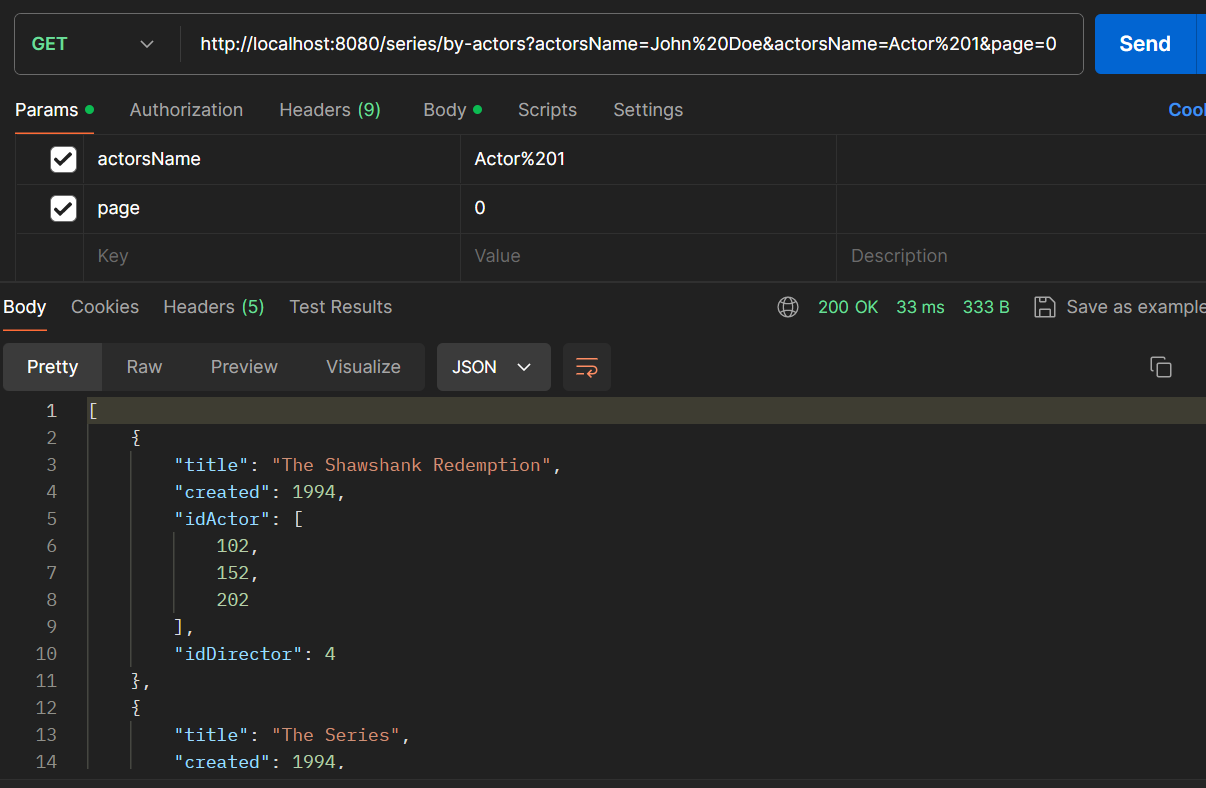 GET http://localhost:8080/series/by-actors?actorsName=John%20Doe&actorsName=Actor%201&page=0 Send
Params Authorization Headers (9) Body Scripts Settings
actorsName Actor%201
page 0
Key Value Description
Body Cookies Headers (5) Test Results 200 OK 33 ms 333 B Save as example
Pretty Raw Preview Visualize JSON
1 [
2 {
3 "title": "The Shawshank Redemption",
4 "created": 1994,
5 "idActor": [
6 102,
7 152,
8 202
9 ],
10 "idDirector": 4
11 },
12 {
13 "title": "The Series",
14 "created": 1994,